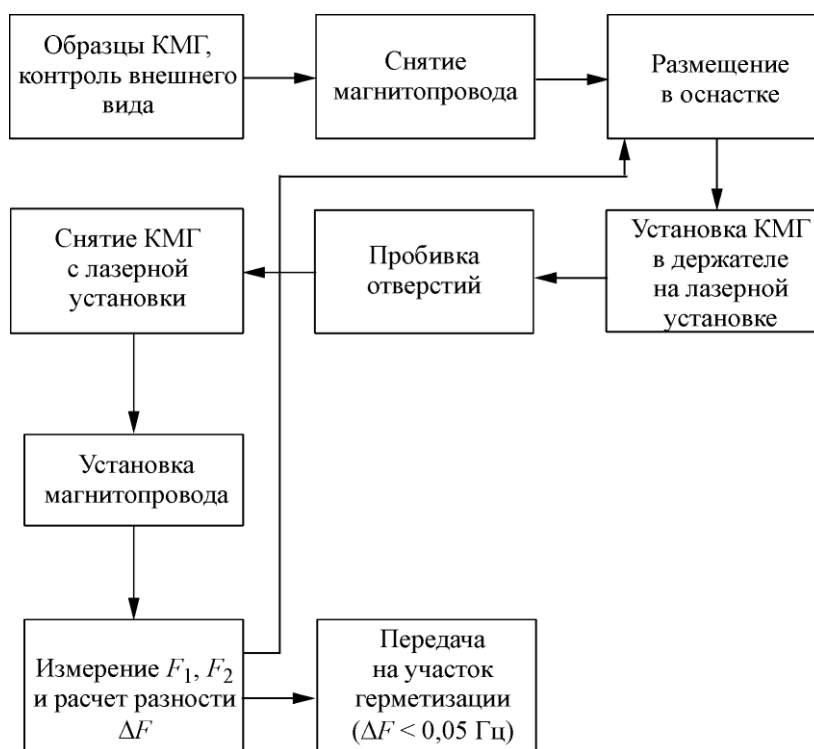 Образцы КМГ,
контроль внешнего
вида
Снятие
магнитопровода
Размещение
в оснастке
Установка КМГ
в держателе
на лазерной
установке
Пробивка
отверстий
Снятие КМГ
с лазерной
установки
Установка
магнитопровода
Измерение F₁, F₂
и расчет разности
ΔF
Передача
на участок
герметизации
(ΔF < 0,05 Гц)